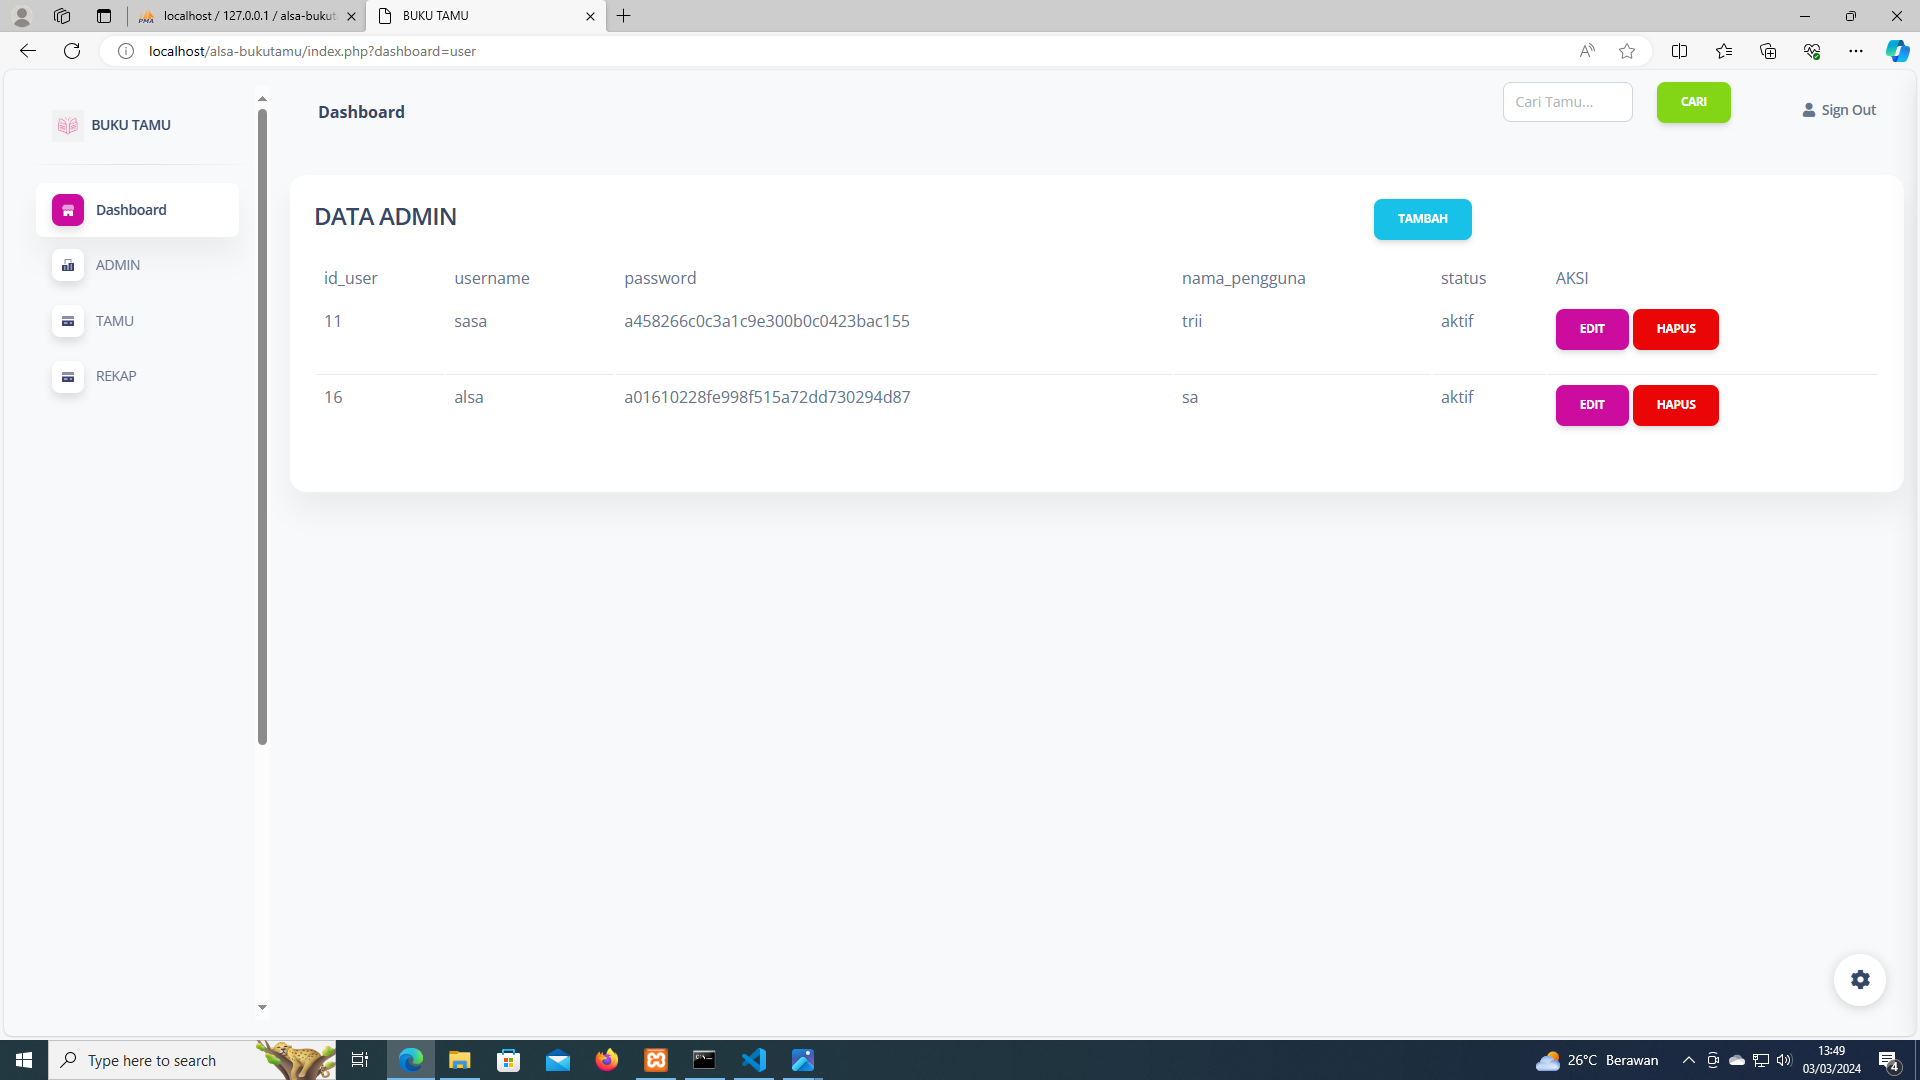 localhost / 127.0.0.1 / alsa-bukut
BUKU TAMU
localhost/alsa-bukutamu/index.php?dashboard=user
BUKU TAMU
Dashboard
Cari Tamu...
CARI
Sign Out
Dashboard
ADMIN
TAMU
REKAP
DATA ADMIN
TAMBAH
id_user username password nama_pengguna status AKSI
11 sasa a458266c0c3a1c9e300b0c0423bac155 trii aktif EDIT HAPUS
16 alsa a01610228fe998f515a72dd730294d87 sa aktif EDIT HAPUS
Type here to search
26°C Berawan
13:49
03/03/2024
4